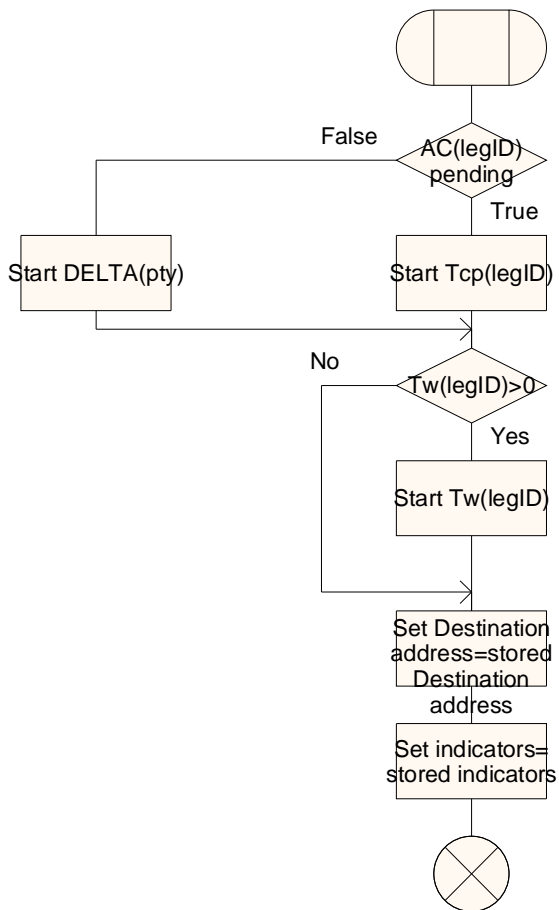 False
AC(legID)
pending
True
Start DELTA(pty)
Start Tcp(legID)
No
Tw(legID)>0
Yes
Start Tw(legID)
Set Destination
address=stored
Destination
address
Set indicators=
stored indicators